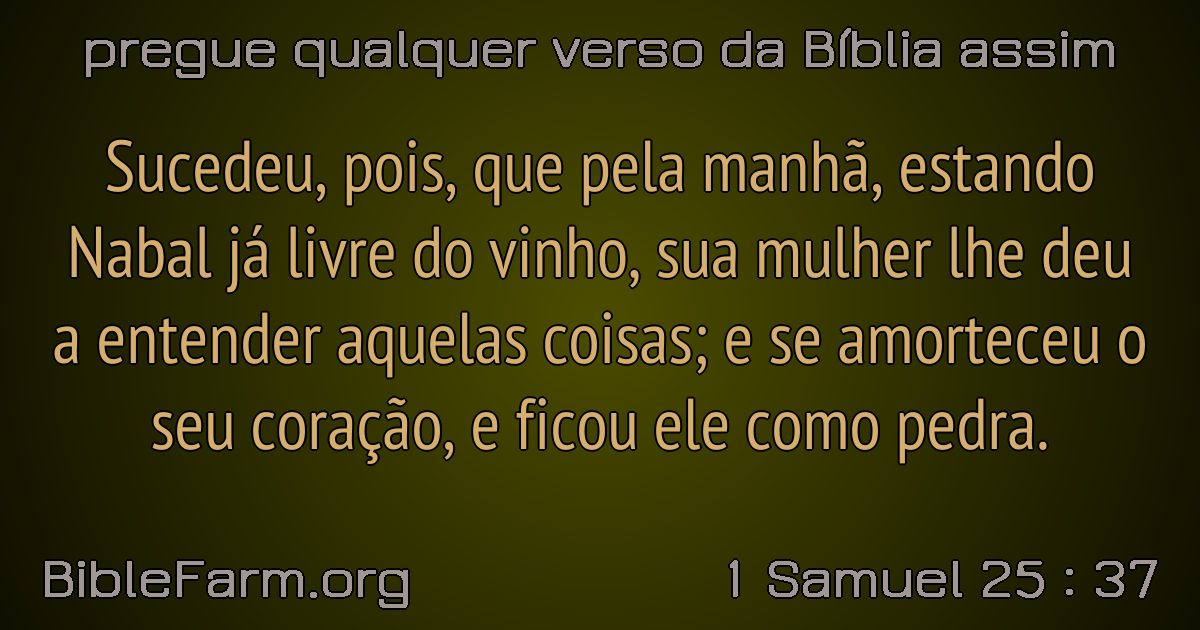 pregue qualquer verso da Bíblia assim
Sucedeu, pois, que pela manhã, estando
Nabal já livre do vinho, sua mulher lhe deu
a entender aquelas coisas; e se amorteceu o
seu coração, e ficou ele como pedra.
BibleFarm.org
1 Samuel 25 : 37